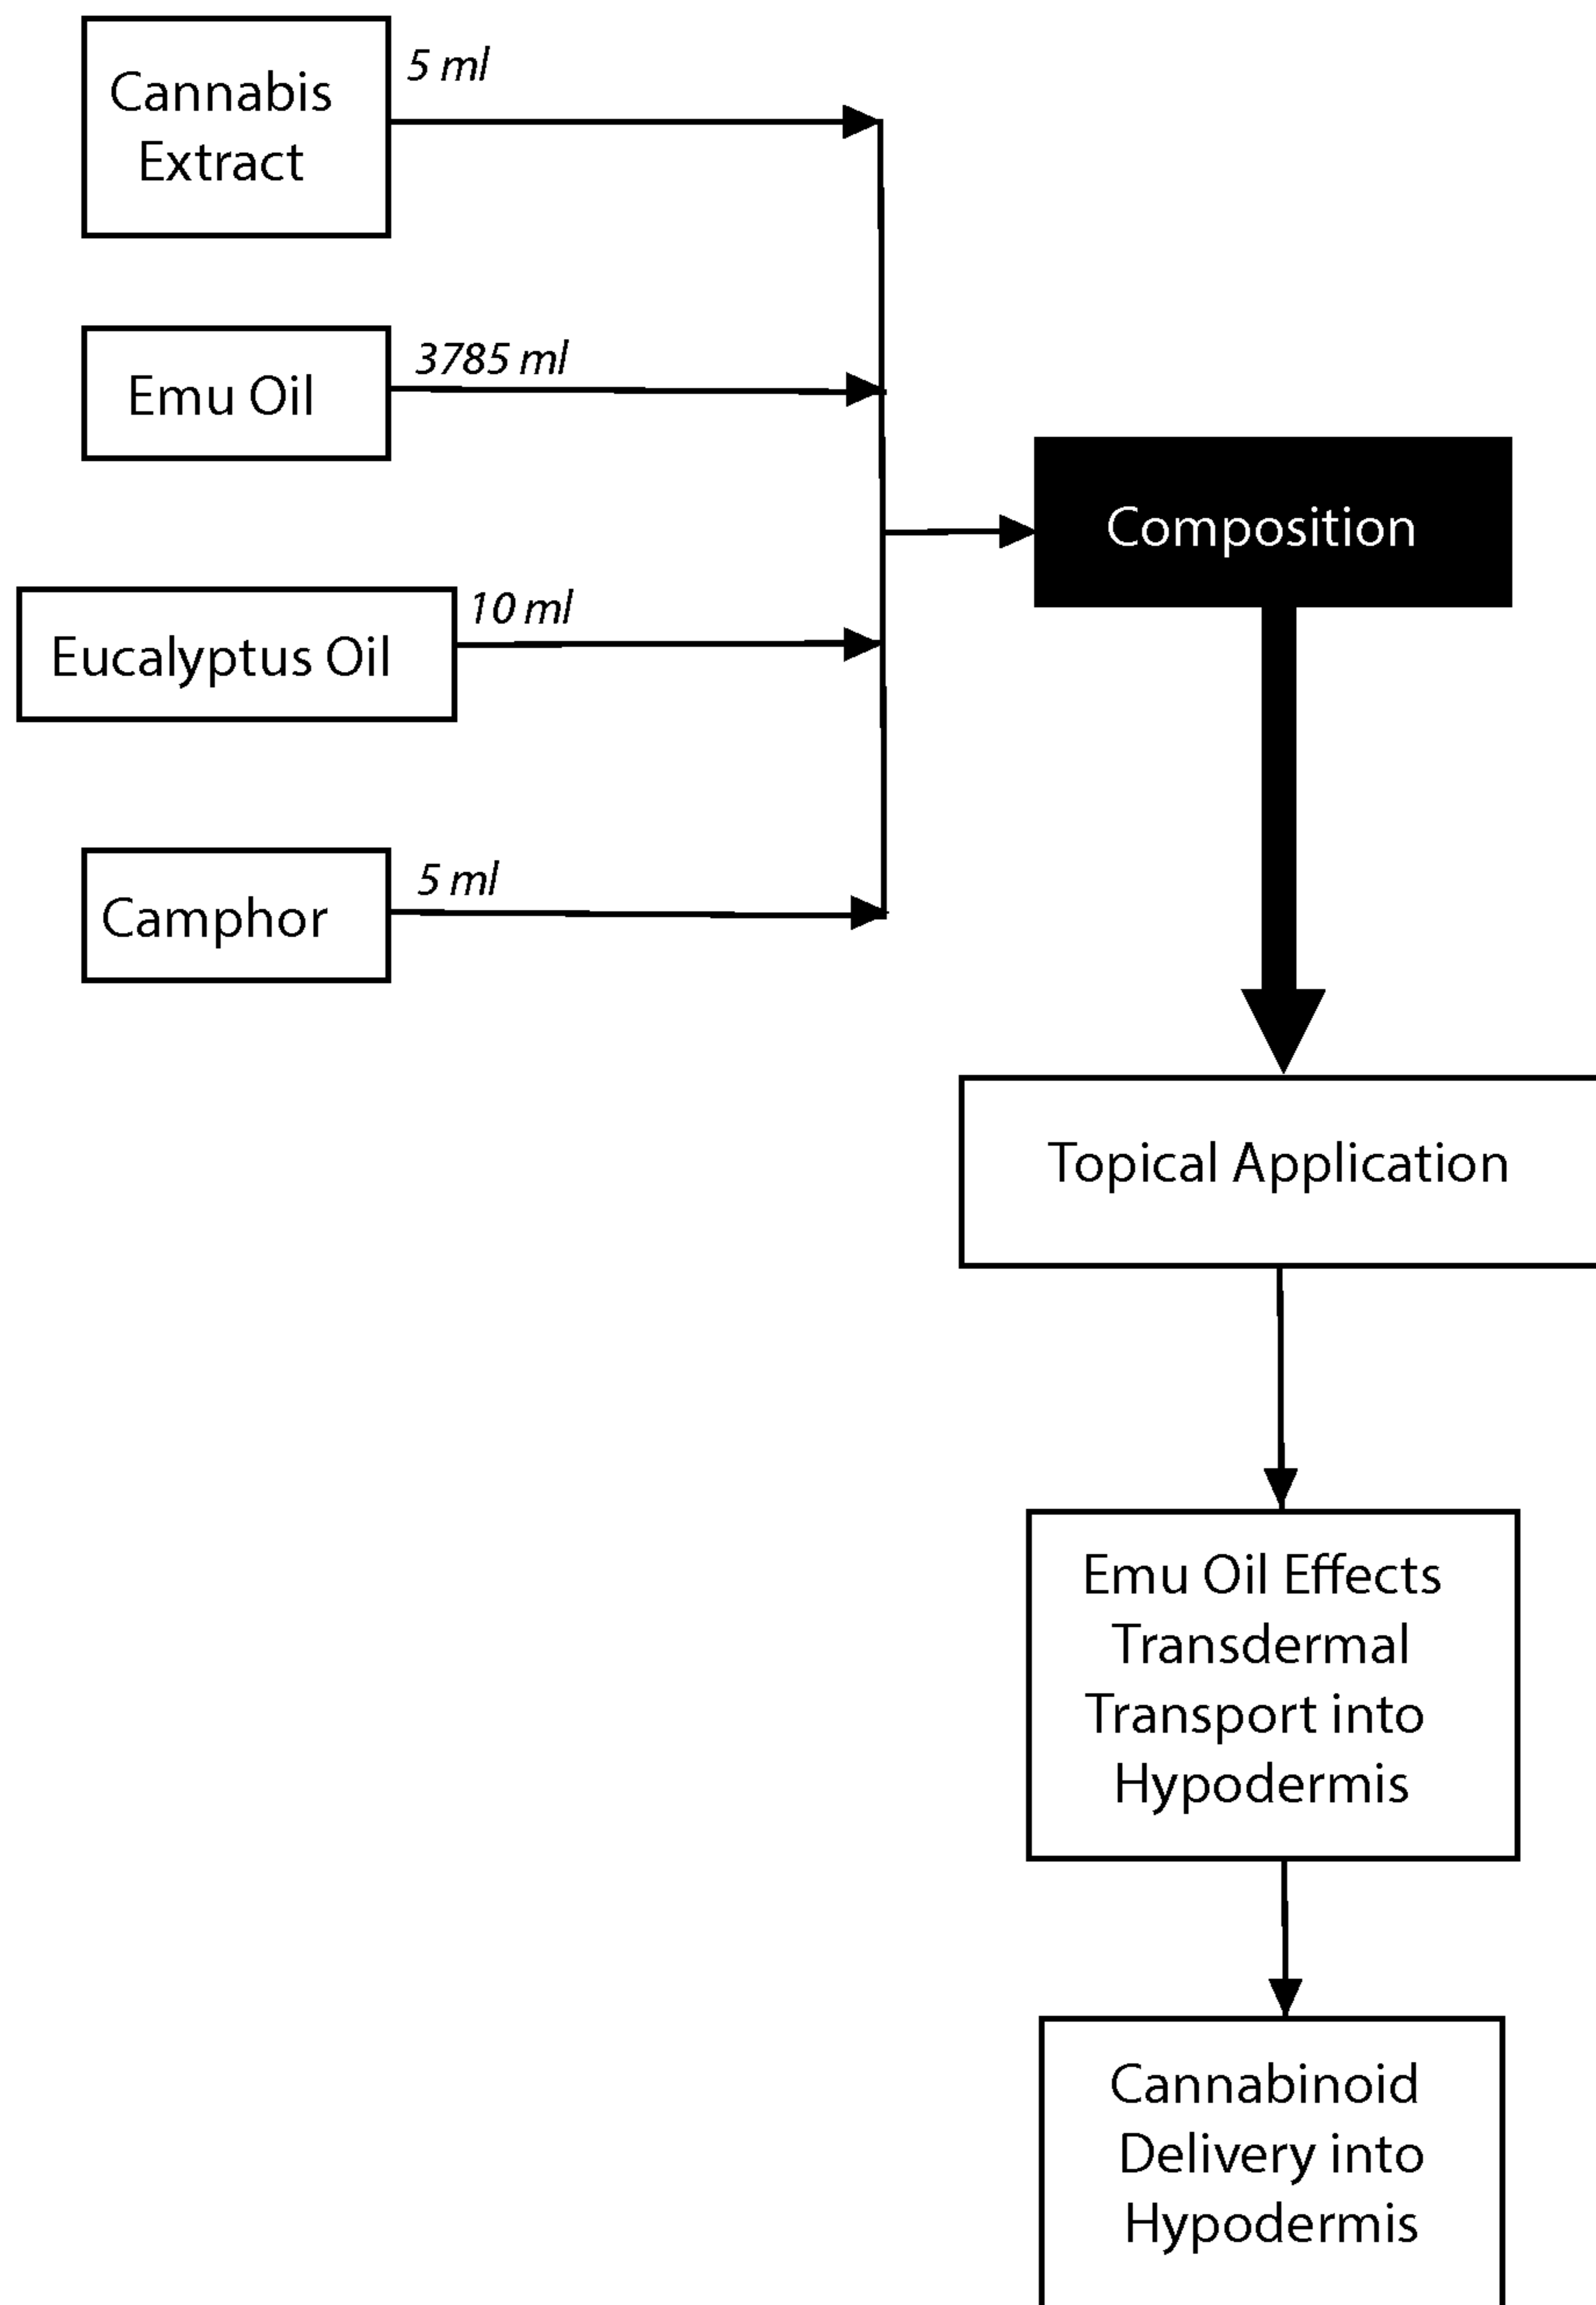 Cannabis
Extract
5 ml
Emu Oil
3785 ml
Eucalyptus Oil
10 ml
Camphor
5 ml
Composition
Topical Application
Emu Oil Effects
Transdermal
Transport into
Hypodermis
Cannabinoid
Delivery into
Hypodermis